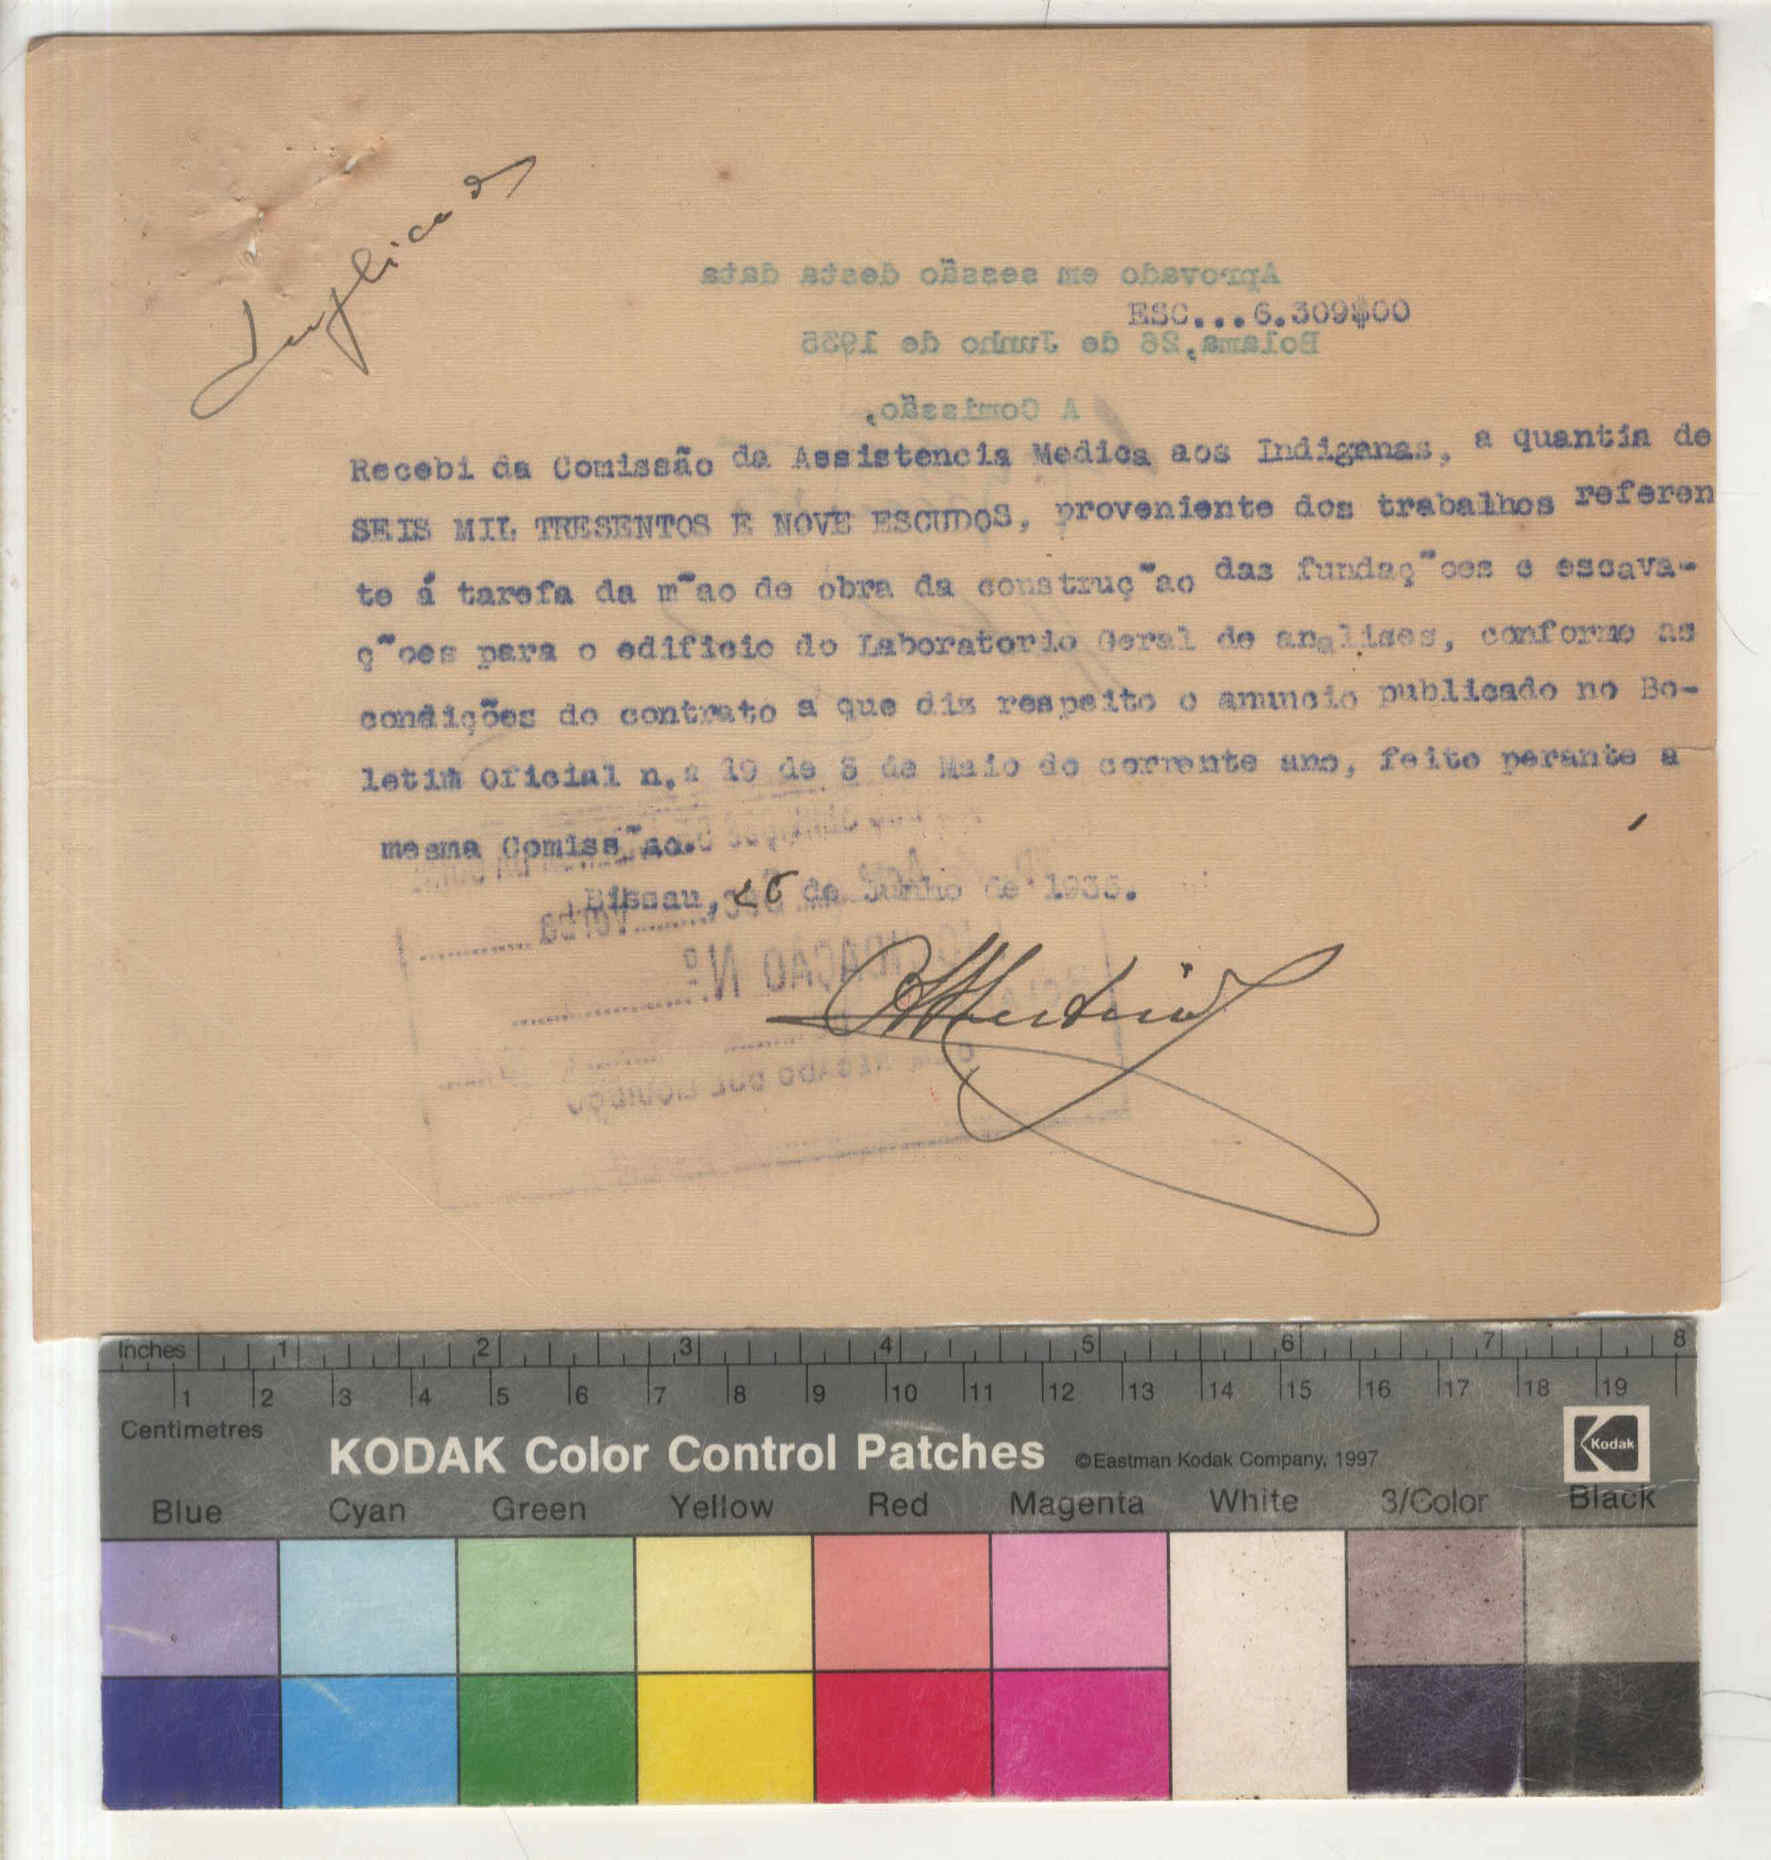 Duplicado
Aprovado em sessão desta data
ESC...6.309$00
Bolama,26 de Junho de 1935
A Comissão,
Recebi da Comissão da Assistencia Medica aos Indiganas, a quantia de
SEIS MIL TRESENTOS E NOVE ESCUDOS, proveniente dos trabalhos referen
te á tarefa da m~ao de obra da construç~ao das fundaç~oes e escava-
ç~oes para o edificio do Laboratorio Geral de analises, conforme as
condições do contrato a que diz respeito o anuncio publicado no Bo-
letim Oficial n.º 19 de 8 de Maio do corrente ano, feito perante a
mesma Comiss~ao.
Bissau, de Junho de 1935.
Verba
Nº
Inches 1 2 3 4 5 6 7 8
1 2 3 4 5 6 7 8 9 10 11 12 13 14 15 16 17 18 19
Centimetres
KODAK Color Control Patches ©Eastman Kodak Company, 1997 Kodak
Blue Cyan Green Yellow Red Magenta White 3/Color Black